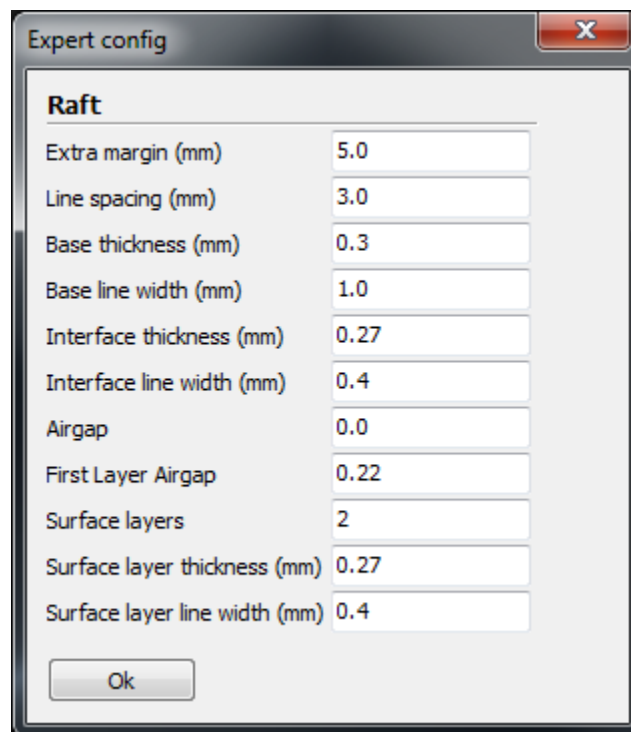 Expert config
Raft
Extra margin (mm) 5.0
Line spacing (mm) 3.0
Base thickness (mm) 0.3
Base line width (mm) 1.0
Interface thickness (mm) 0.27
Interface line width (mm) 0.4
Airgap 0.0
First Layer Airgap 0.22
Surface layers 2
Surface layer thickness (mm) 0.27
Surface layer line width (mm) 0.4
Ok